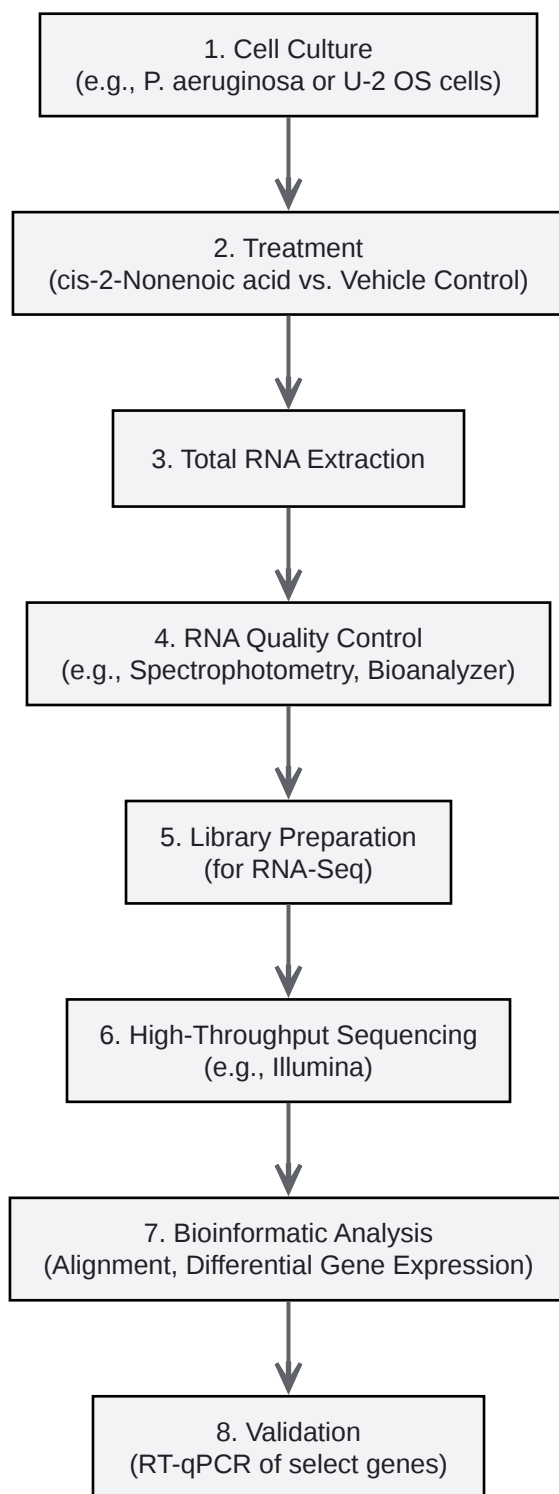 1. Cell Culture
(e.g., P. aeruginosa or U-2 OS cells)
2. Treatment
(cis-2-Nonenoic acid vs. Vehicle Control)
3. Total RNA Extraction
4. RNA Quality Control
(e.g., Spectrophotometry, Bioanalyzer)
5. Library Preparation
(for RNA-Seq)
6. High-Throughput Sequencing
(e.g., Illumina)
7. Bioinformatic Analysis
(Alignment, Differential Gene Expression)
8. Validation
(RT-qPCR of select genes)